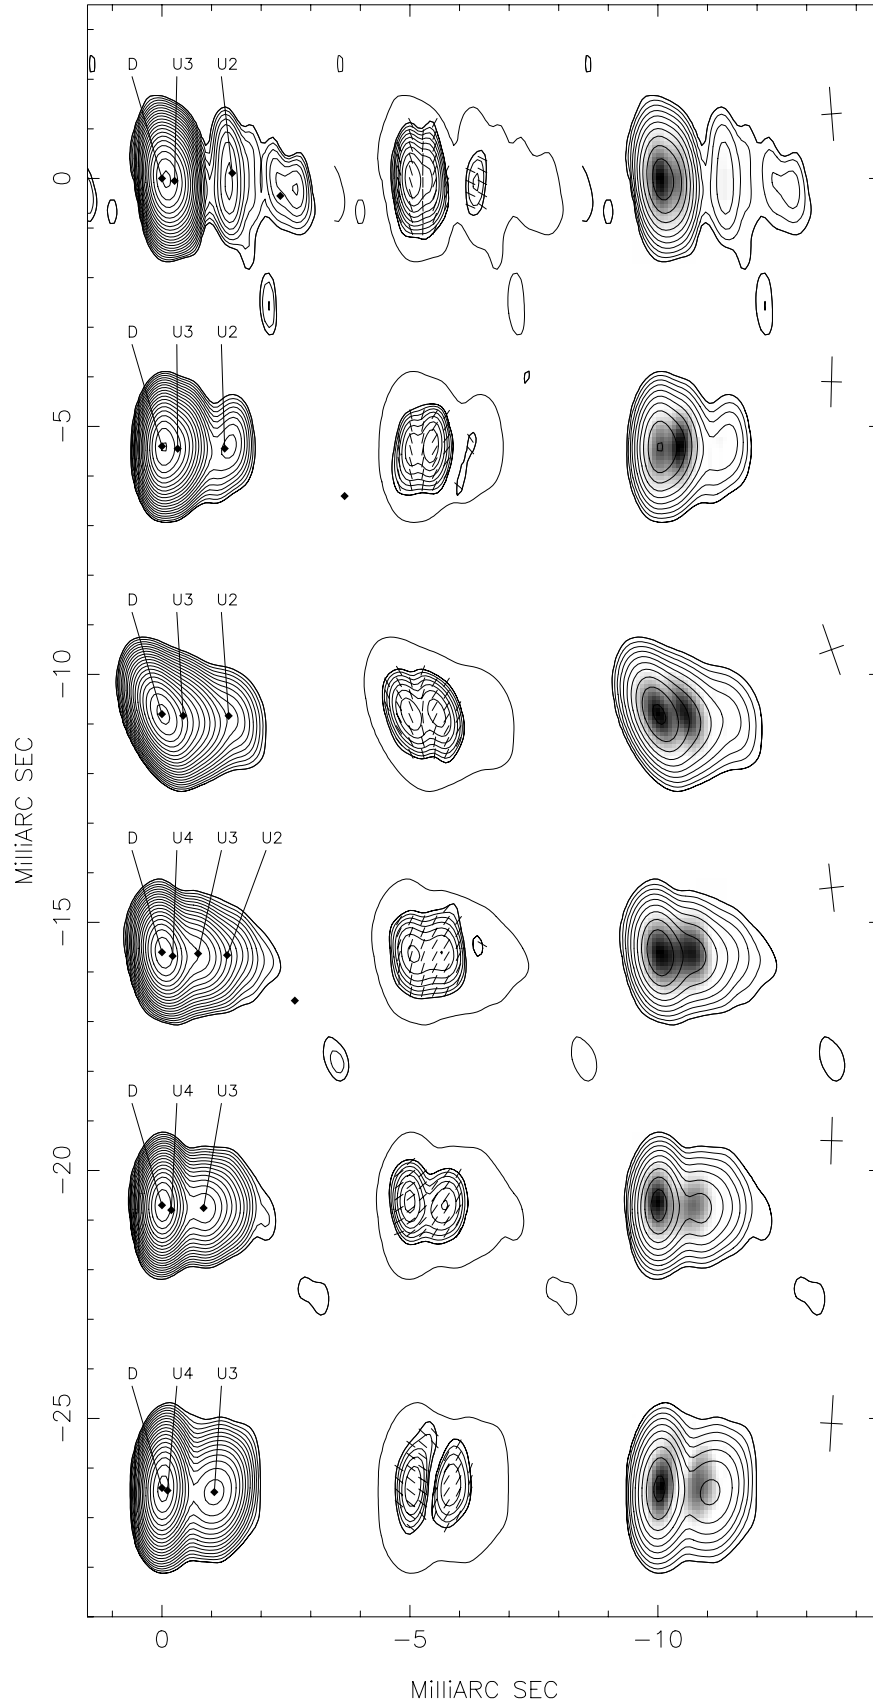 D U3 U2
0
D U3 U2
−5
D U3 U2
−10
D U4 U3 U2
−15
D U4 U3
−20
D U4 U3
−25
MilliARC SEC
0 −5 −10
MilliARC SEC